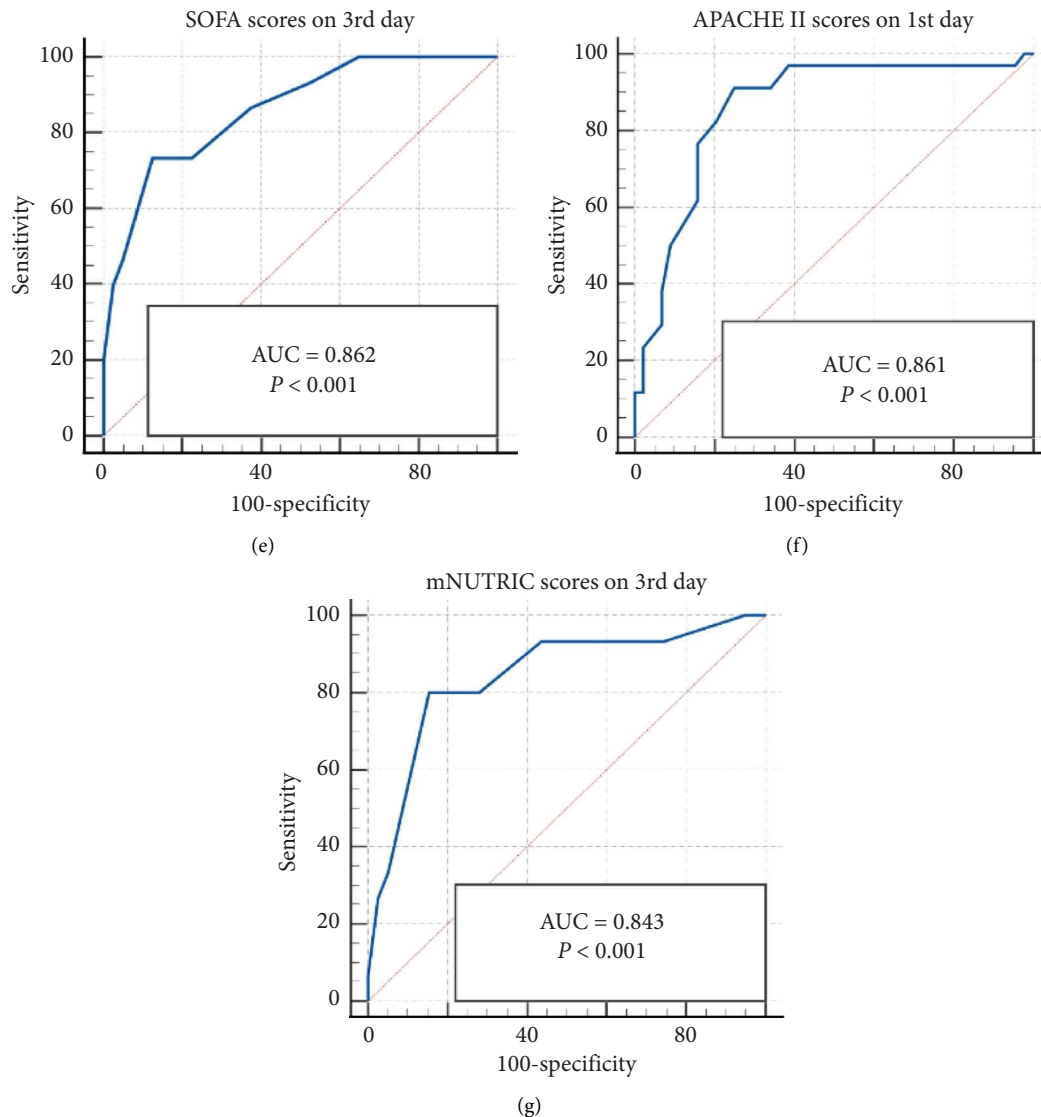 SOFA scores on 3rd day
100
80
60
40
20
0
Sensitivity
AUC = 0.862
P < 0.001
0
40
80
100-specificity
(e)
APACHE II scores on 1st day
100
80
60
40
20
0
Sensitivity
AUC = 0.861
P < 0.001
0
40
80
100-specificity
(f)
mNUTRIC scores on 3rd day
100
80
60
40
20
0
Sensitivity
AUC = 0.843
P < 0.001
0
40
80
100-specificity
(g)